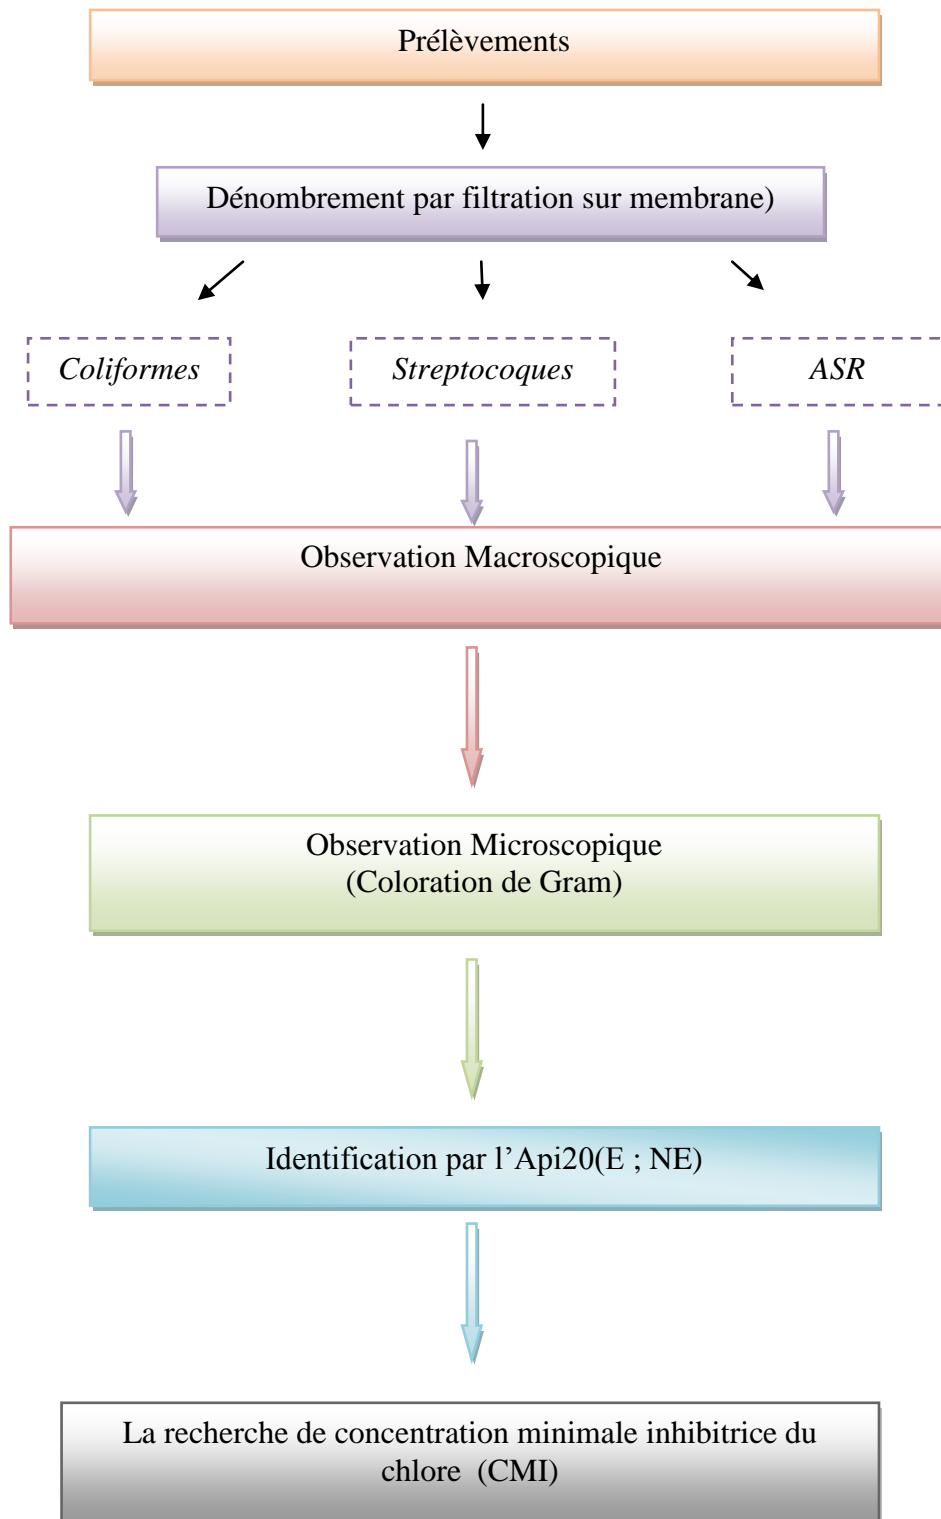 Prélèvements
Dénombrement par filtration sur membrane)
Coliformes
Streptocoques
ASR
Observation Macroscopique
Observation Microscopique
(Coloration de Gram)
Identification par l’Api20(E ; NE)
La recherche de concentration minimale inhibitrice du
chlore (CMI)